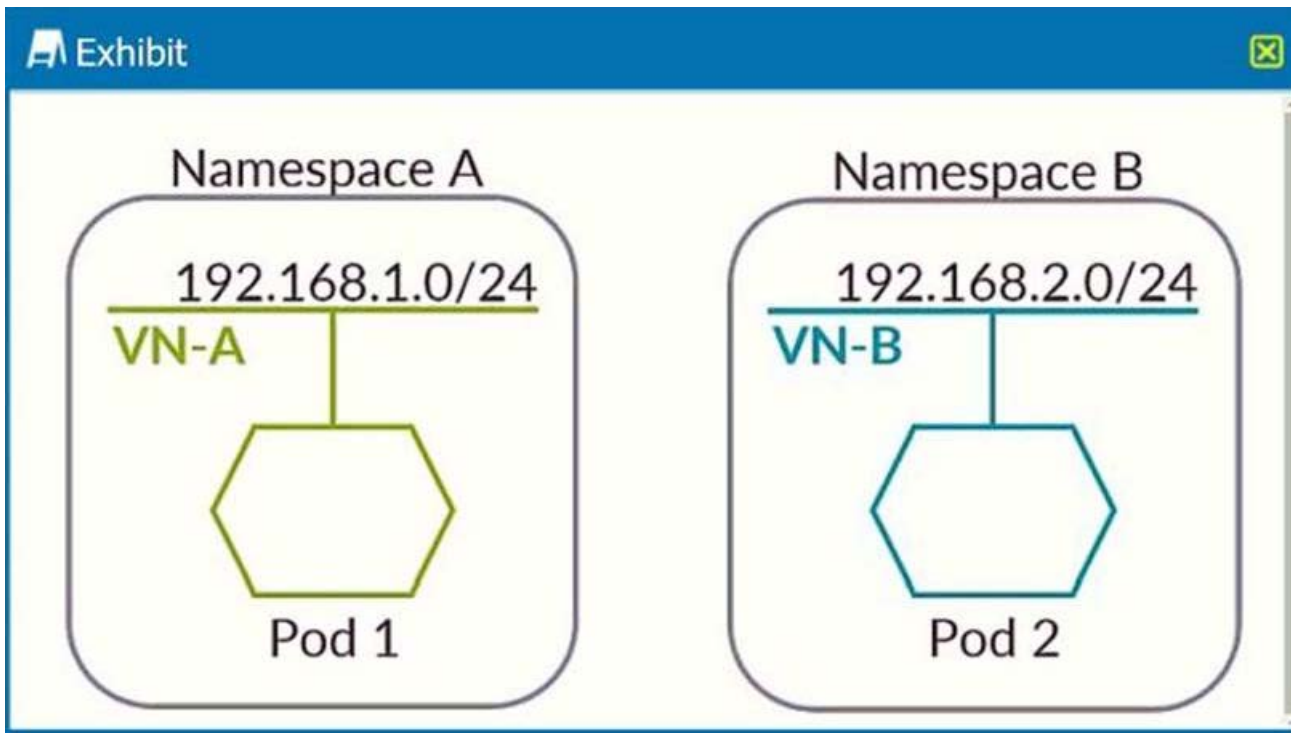 Exhibit
Namespace A
192.168.1.0/24
VN-A
Pod 1
Namespace B
192.168.2.0/24
VN-B
Pod 2